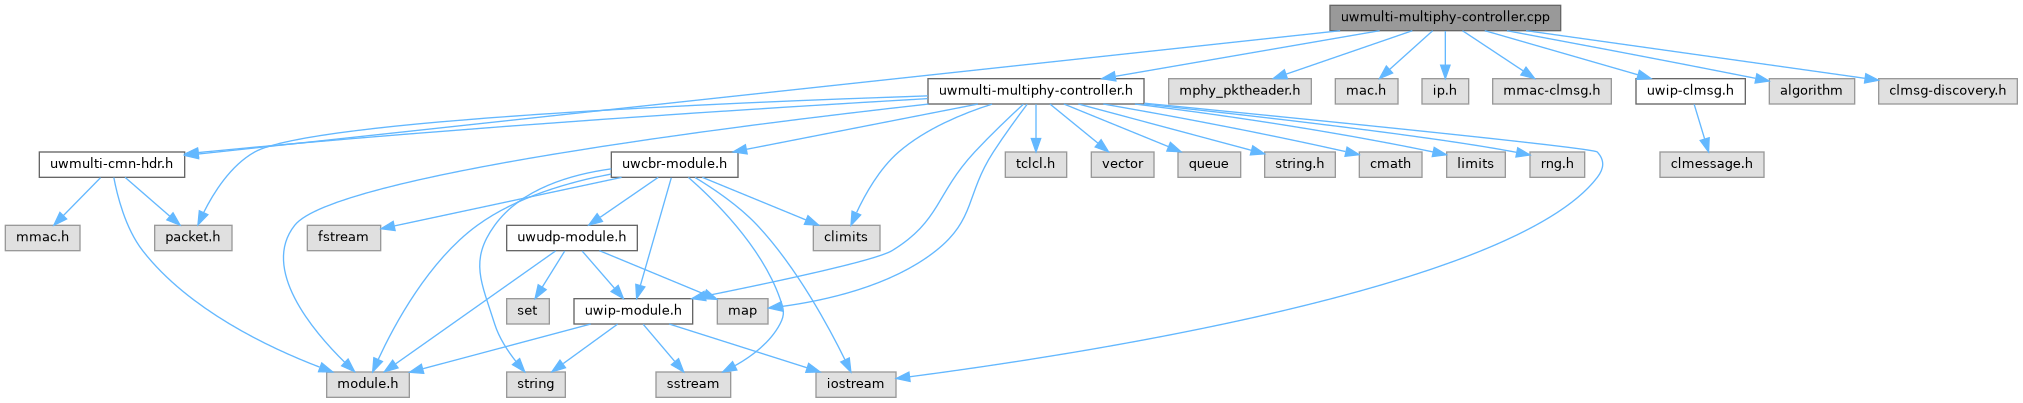 uwmulti-multiphy-controller.cpp
uwmulti-multiphy-controller.h
mphy_pktheader.h
mac.h
ip.h
mmac-clmsg.h
uwip-clmsg.h
algorithm
clmsg-discovery.h
uwmulti-cmn-hdr.h
uwcbr-module.h
tclcl.h
vector
queue
string.h
cmath
limits
rng.h
clmessage.h
mmac.h
packet.h
fstream
uwudp-module.h
climits
set
uwip-module.h
map
module.h
string
sstream
iostream